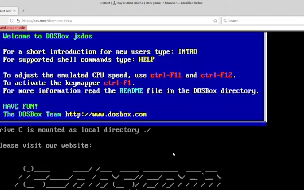 Welcome to DOSBox jsdos
For a short introduction for new users type: INTRO
For supported shell commands type: HELP
To adjust the emulated CPU speed, use ctrl-F11 and ctrl-F12.
To activate the keymapper ctrl-F1.
For more information read the README file in the DOSBox directory.
HAVE FUN!
The DOSBox Team http://www.dosbox.com
rive C is mounted as local directory ./
lease visit our website: